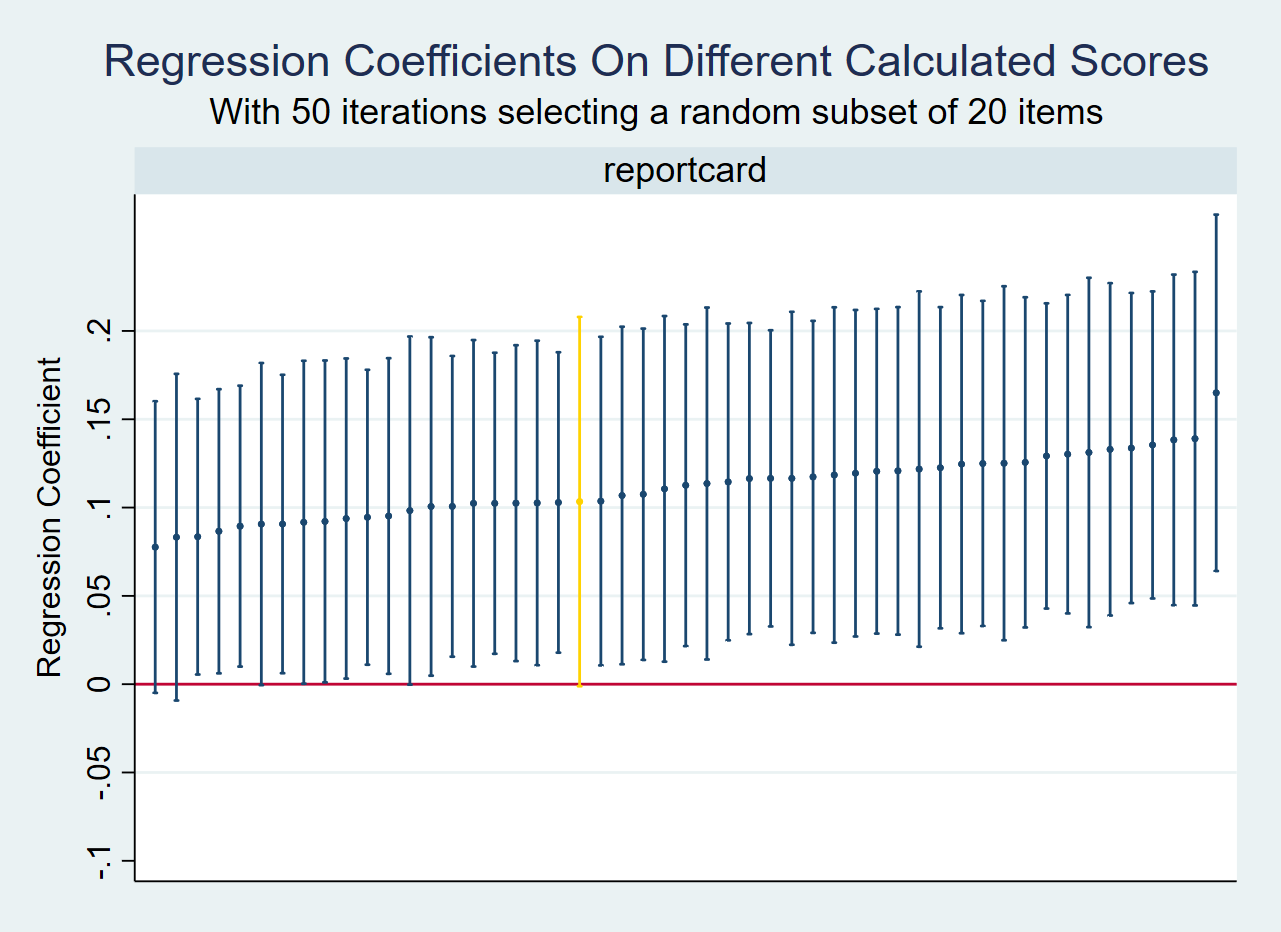 Regression Coefficients On Different Calculated Scores
With 50 iterations selecting a random subset of 20 items
reportcard
Regression Coefficient
.2
.15
.1
.05
0
-.05
-.1